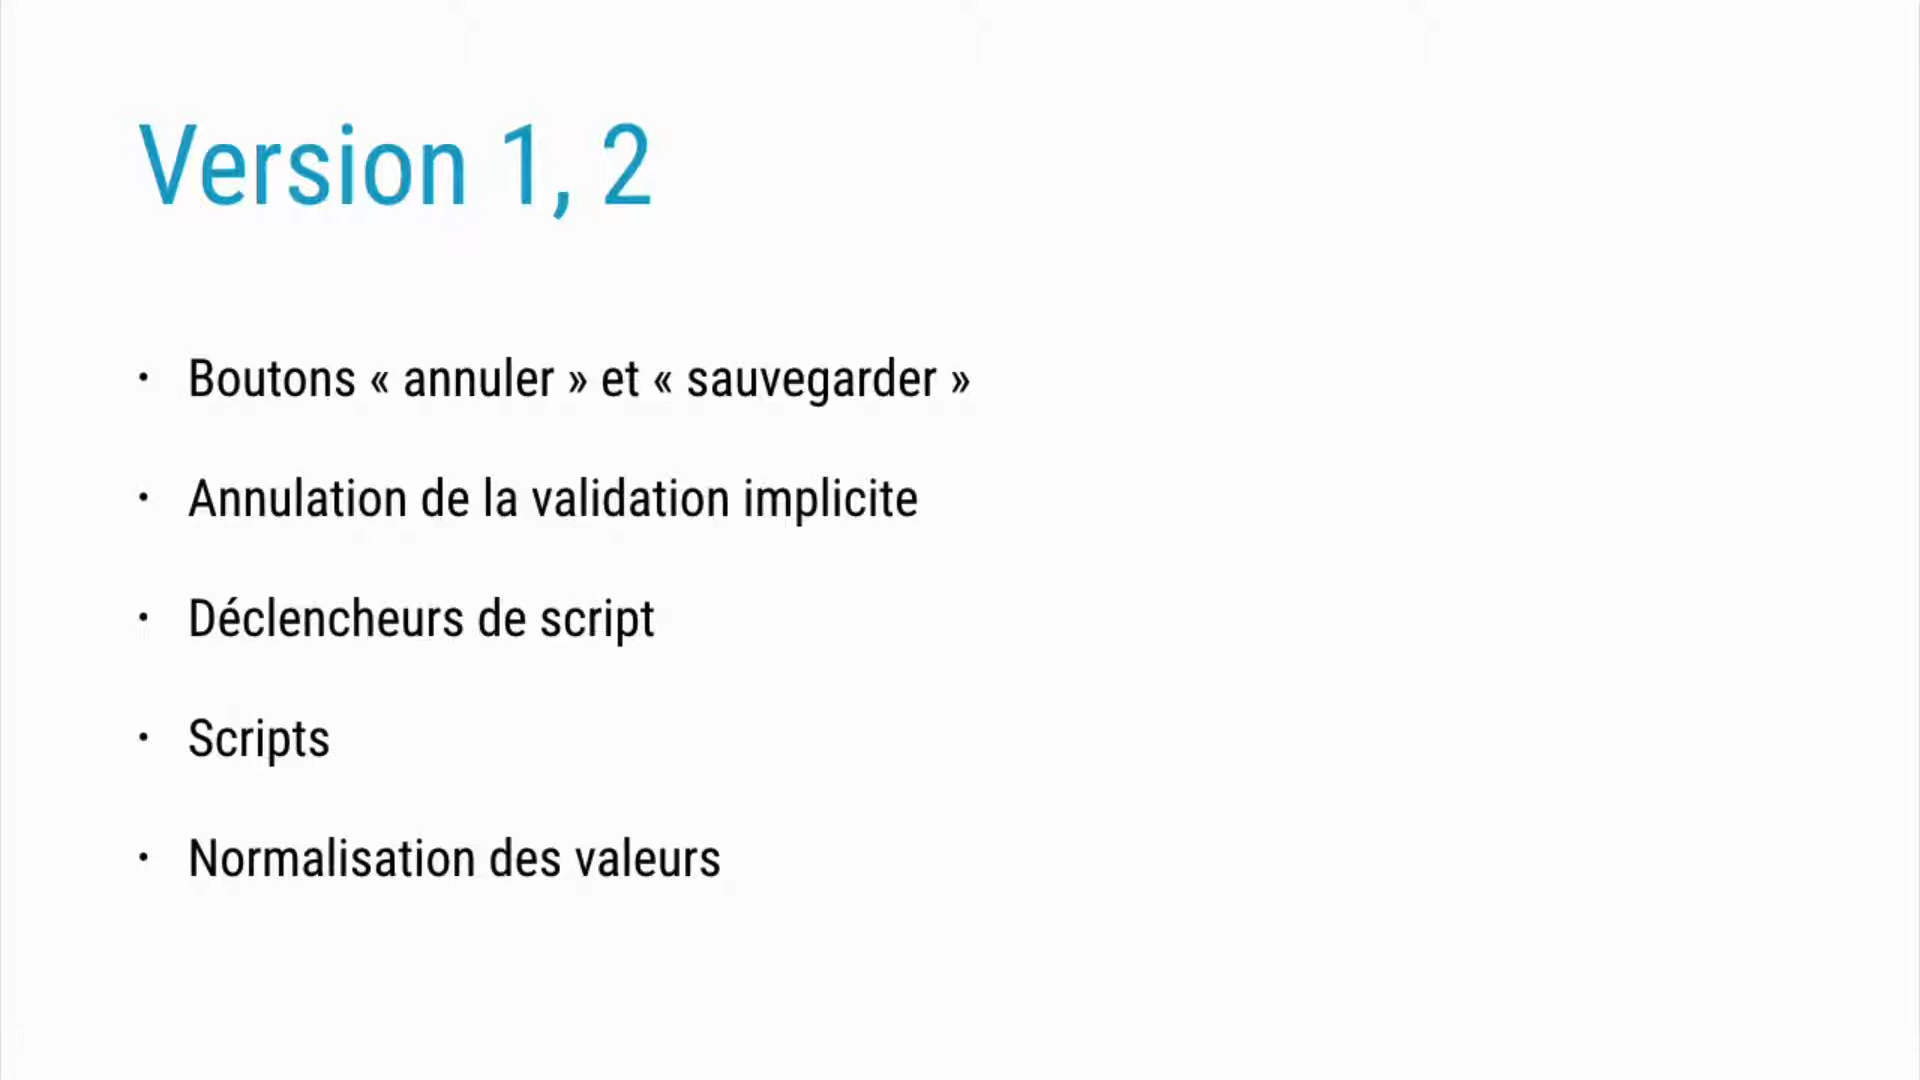 Version 1, 2
• Boutons « annuler » et « sauvegarder »
• Annulation de la validation implicite
• Déclencheurs de script
• Scripts
• Normalisation des valeurs